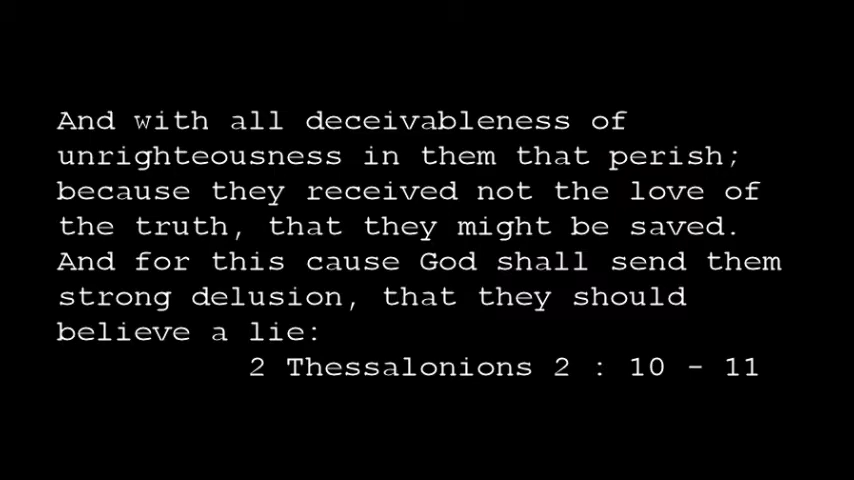 And with all deceivableness of
unrighteousness in them that perish;
because they received not the love of
the truth, that they might be saved.
And for this cause God shall send them
strong delusion, that they should
believe a lie:
2 Thessalonions 2 : 10 - 11